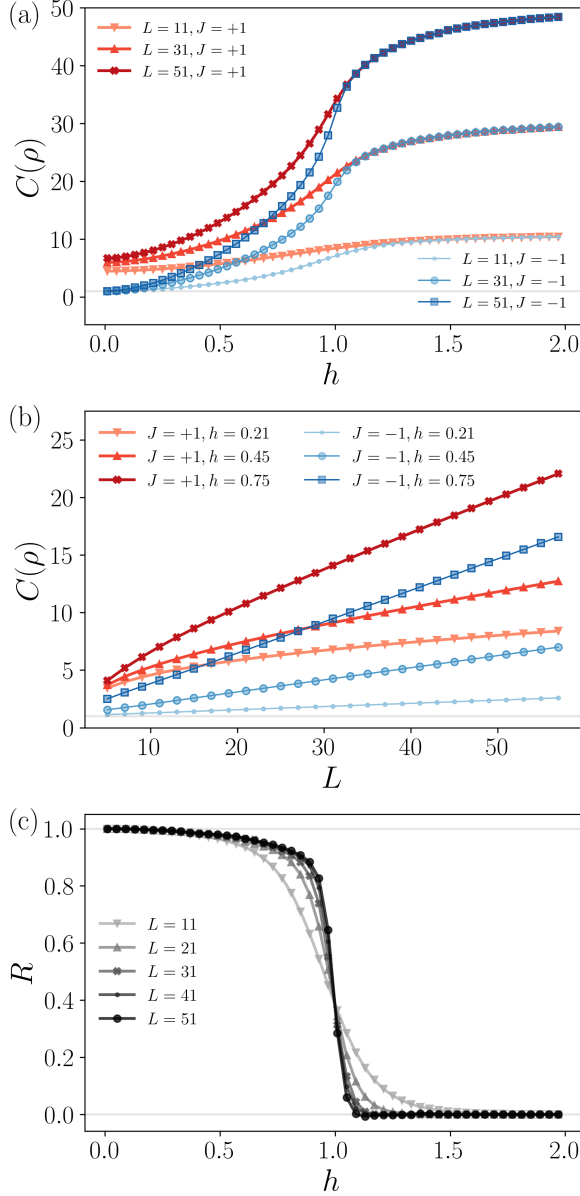 (a)
50
40
30
20
10
0
C(ρ)
L = 11, J = +1
L = 31, J = +1
L = 51, J = +1
L = 11, J = −1
L = 31, J = −1
L = 51, J = −1
0.0 0.5 1.0 1.5 2.0
h
(b)
25
20
15
10
5
0
C(ρ)
J = +1, h = 0.21
J = +1, h = 0.45
J = +1, h = 0.75
J = −1, h = 0.21
J = −1, h = 0.45
J = −1, h = 0.75
10 20 30 40 50
L
(c)
1.0
0.8
0.6
0.4
0.2
0.0
R
L = 11
L = 21
L = 31
L = 41
L = 51
0.0 0.5 1.0 1.5 2.0
h